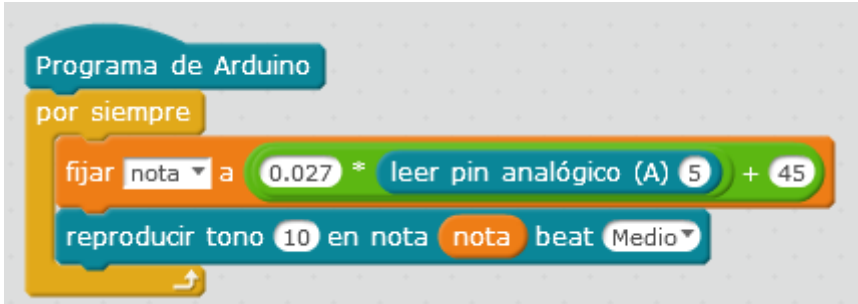 Programa de Arduino
por siempre
fijar nota a 0.027 * leer pin analógico (A) 5 + 45
reproducir tono 10 en nota nota beat Medio